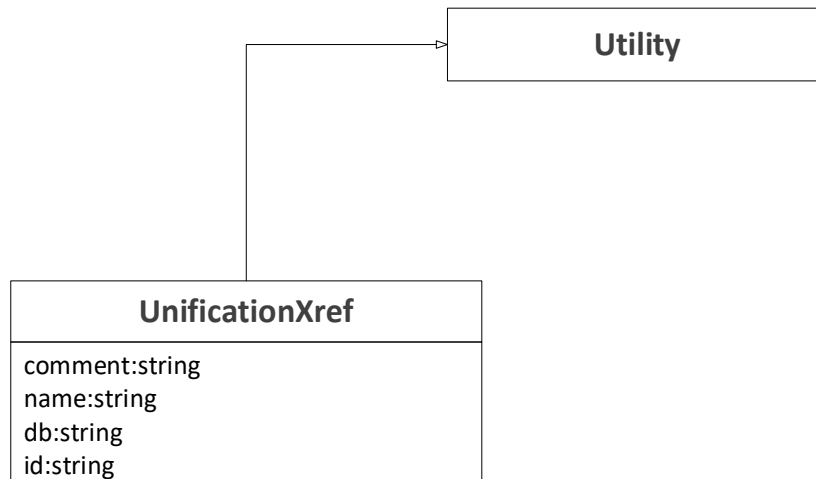 Utility
UnificationXref
comment:string
name:string
db:string
id:string